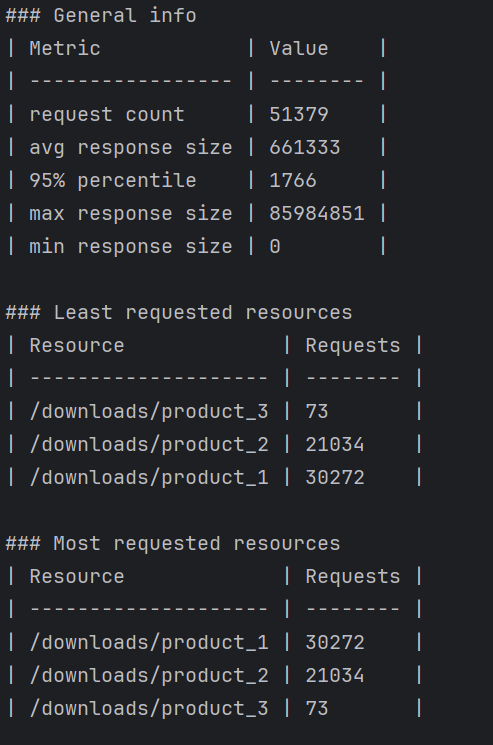 ### General info
| Metric            | Value    |
| ----------------- | -------- |
| request count     | 51379    |
| avg response size | 661333   |
| 95% percentile    | 1766     |
| max response size | 85984851 |
| min response size | 0        |

### Least requested resources
| Resource             | Requests |
| -------------------- | -------- |
| /downloads/product_3 | 73       |
| /downloads/product_2 | 21034    |
| /downloads/product_1 | 30272    |

### Most requested resources
| Resource             | Requests |
| -------------------- | -------- |
| /downloads/product_1 | 30272    |
| /downloads/product_2 | 21034    |
| /downloads/product_3 | 73       |